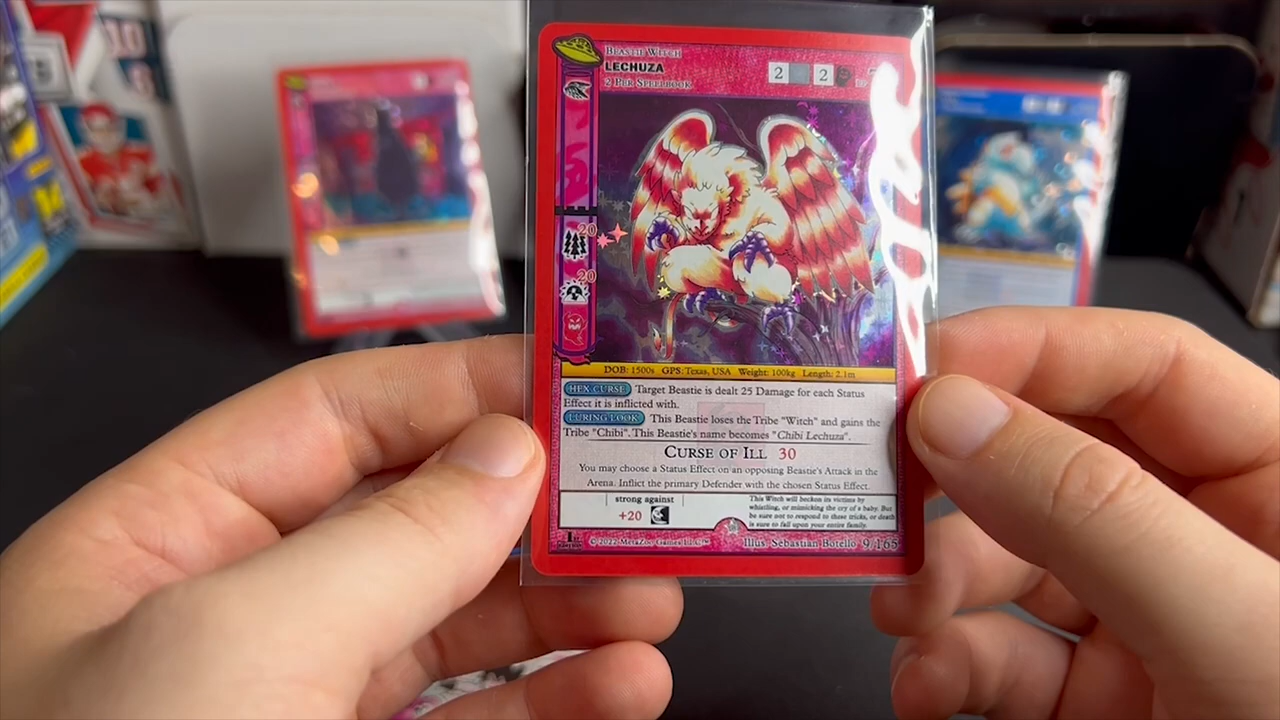 BEASTIE WITCH
LECHUZA
2 PER SPELLBOOK
2 2
20
20
DOB: 1500s GPS: Texas, USA Weight: 100kg Length: 2.1m
HEX CURSE Target Beastie is dealt 25 Damage for each Status
Effect it is inflicted with.
LURING LOOK This Beastie loses the Tribe "Witch" and gains the
Tribe "Chibi". This Beastie's name becomes "Chibi Lechuza".
CURSE OF ILL 30
You may choose a Status Effect on an opposing Beastie's Attack in the
Arena. Inflict the primary Defender with the chosen Status Effect.
strong against
+20
This Witch will beckon its victims by
whistling, or mimicking the cry of a baby. But
be sure not to respond to these tricks, or death
is sure to fall upon your entire family.
1st Edition
©2022 MetaZoo Games LLC™
Illus. Sebastian Botello 9/165
10